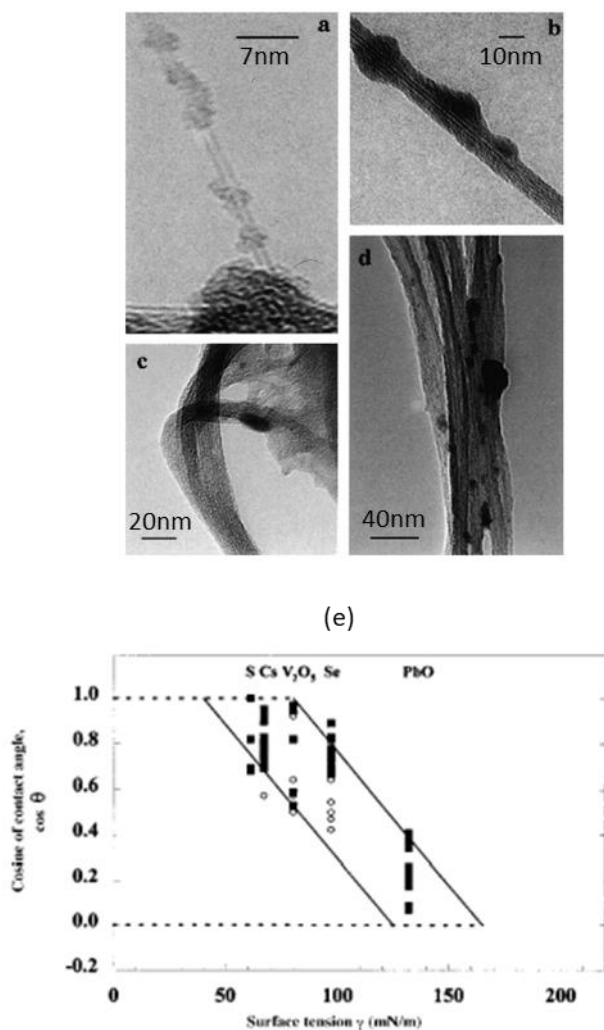 a
7nm
b
10nm
c
20nm
d
40nm
(e)
S Cs V₂O₅ Se PbO
1.0
0.8
0.6
0.4
0.2
0.0
-0.2
Cosine of contact angle,
cos θ
0 50 100 150 200
Surface tension γ (mN/m)